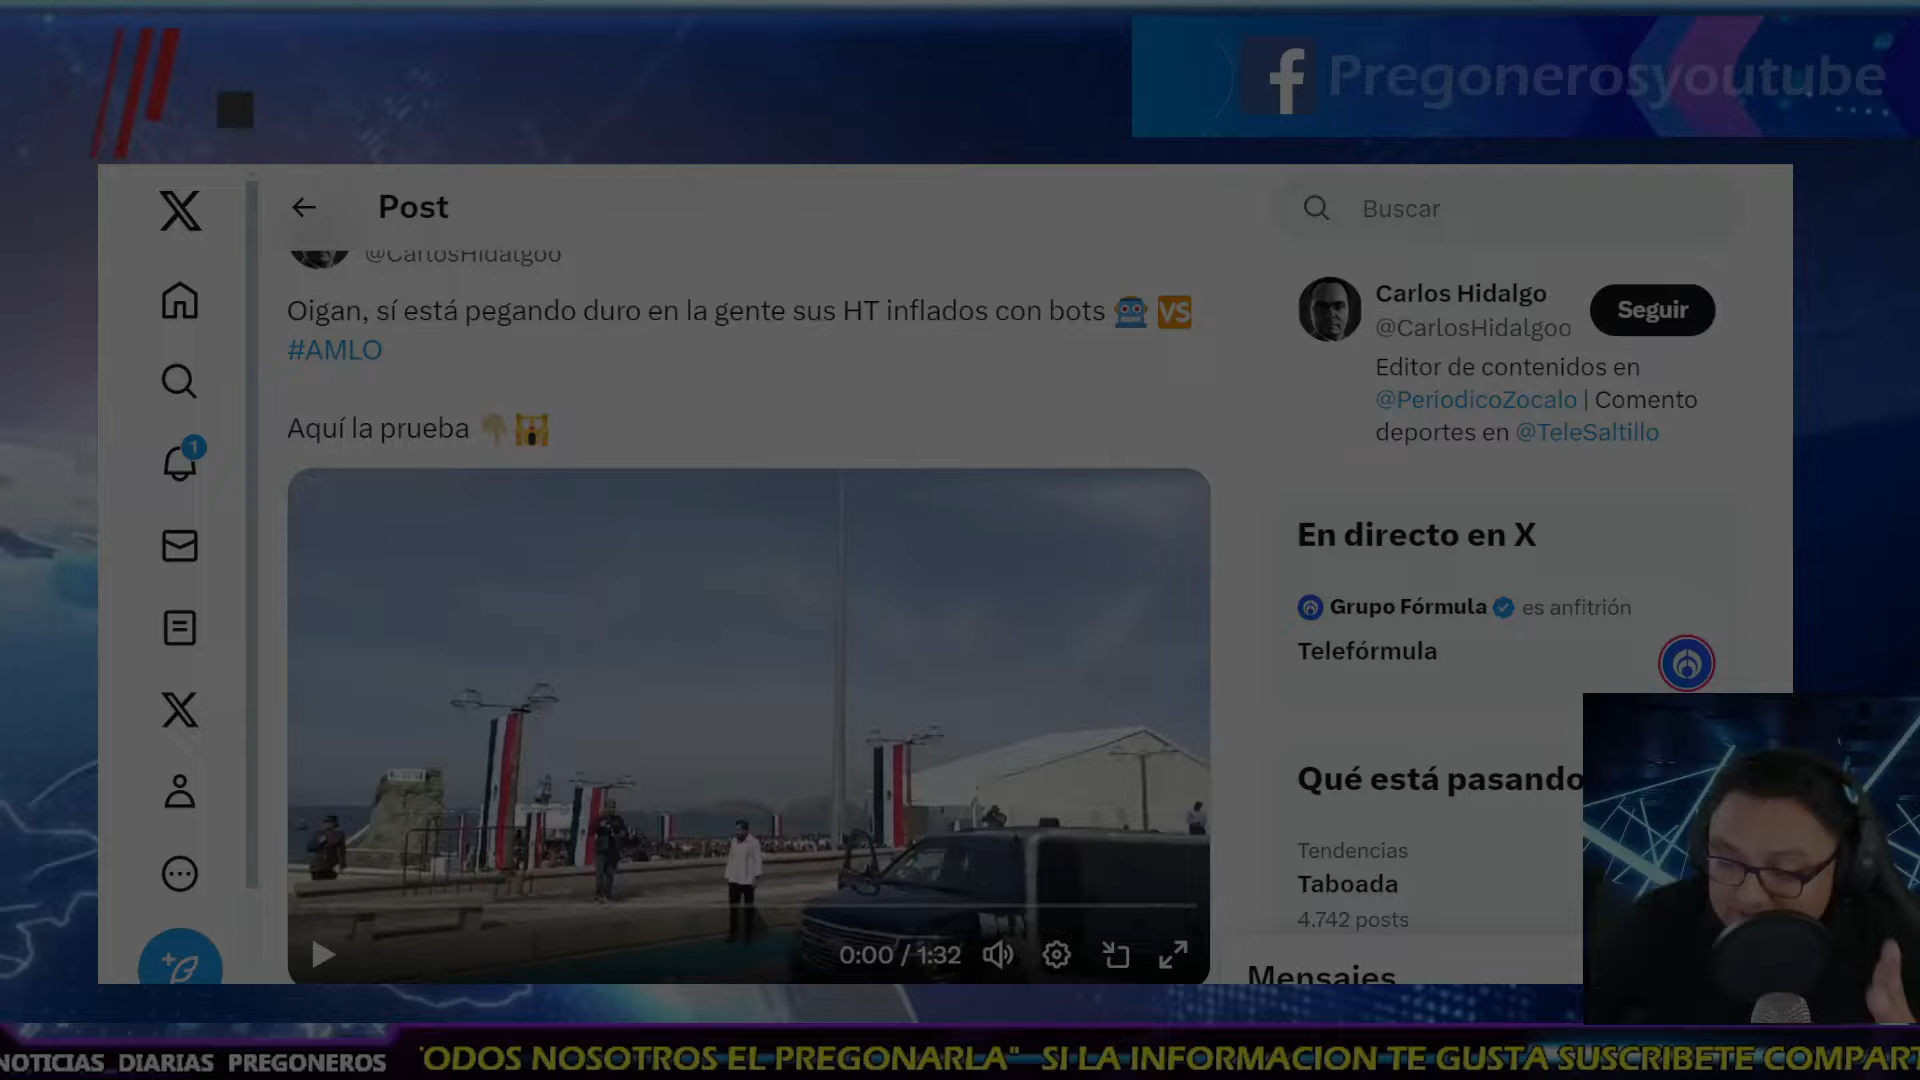 Pregonerosyoutube
Post
Buscar
@CarlosHidalgoo
Oigan, sí está pegando duro en la gente sus HT inflados con bots 🤖 🆚
#AMLO
Aquí la prueba 👇🙌
0:00 / 1:32
Carlos Hidalgo
@CarlosHidalgoo
Seguir
Editor de contenidos en
@PeriodicoZocalo | Comento
deportes en @TeleSaltillo
En directo en X
Grupo Fórmula es anfitrión
Telefórmula
Qué está pasando
Tendencias
Taboada
4.742 posts
Mensajes
1
NOTICIAS DIARIAS PREGONEROS
ODOS NOSOTROS EL PREGONARLA" SI LA INFORMACION TE GUSTA SUSCRIBETE COMPART